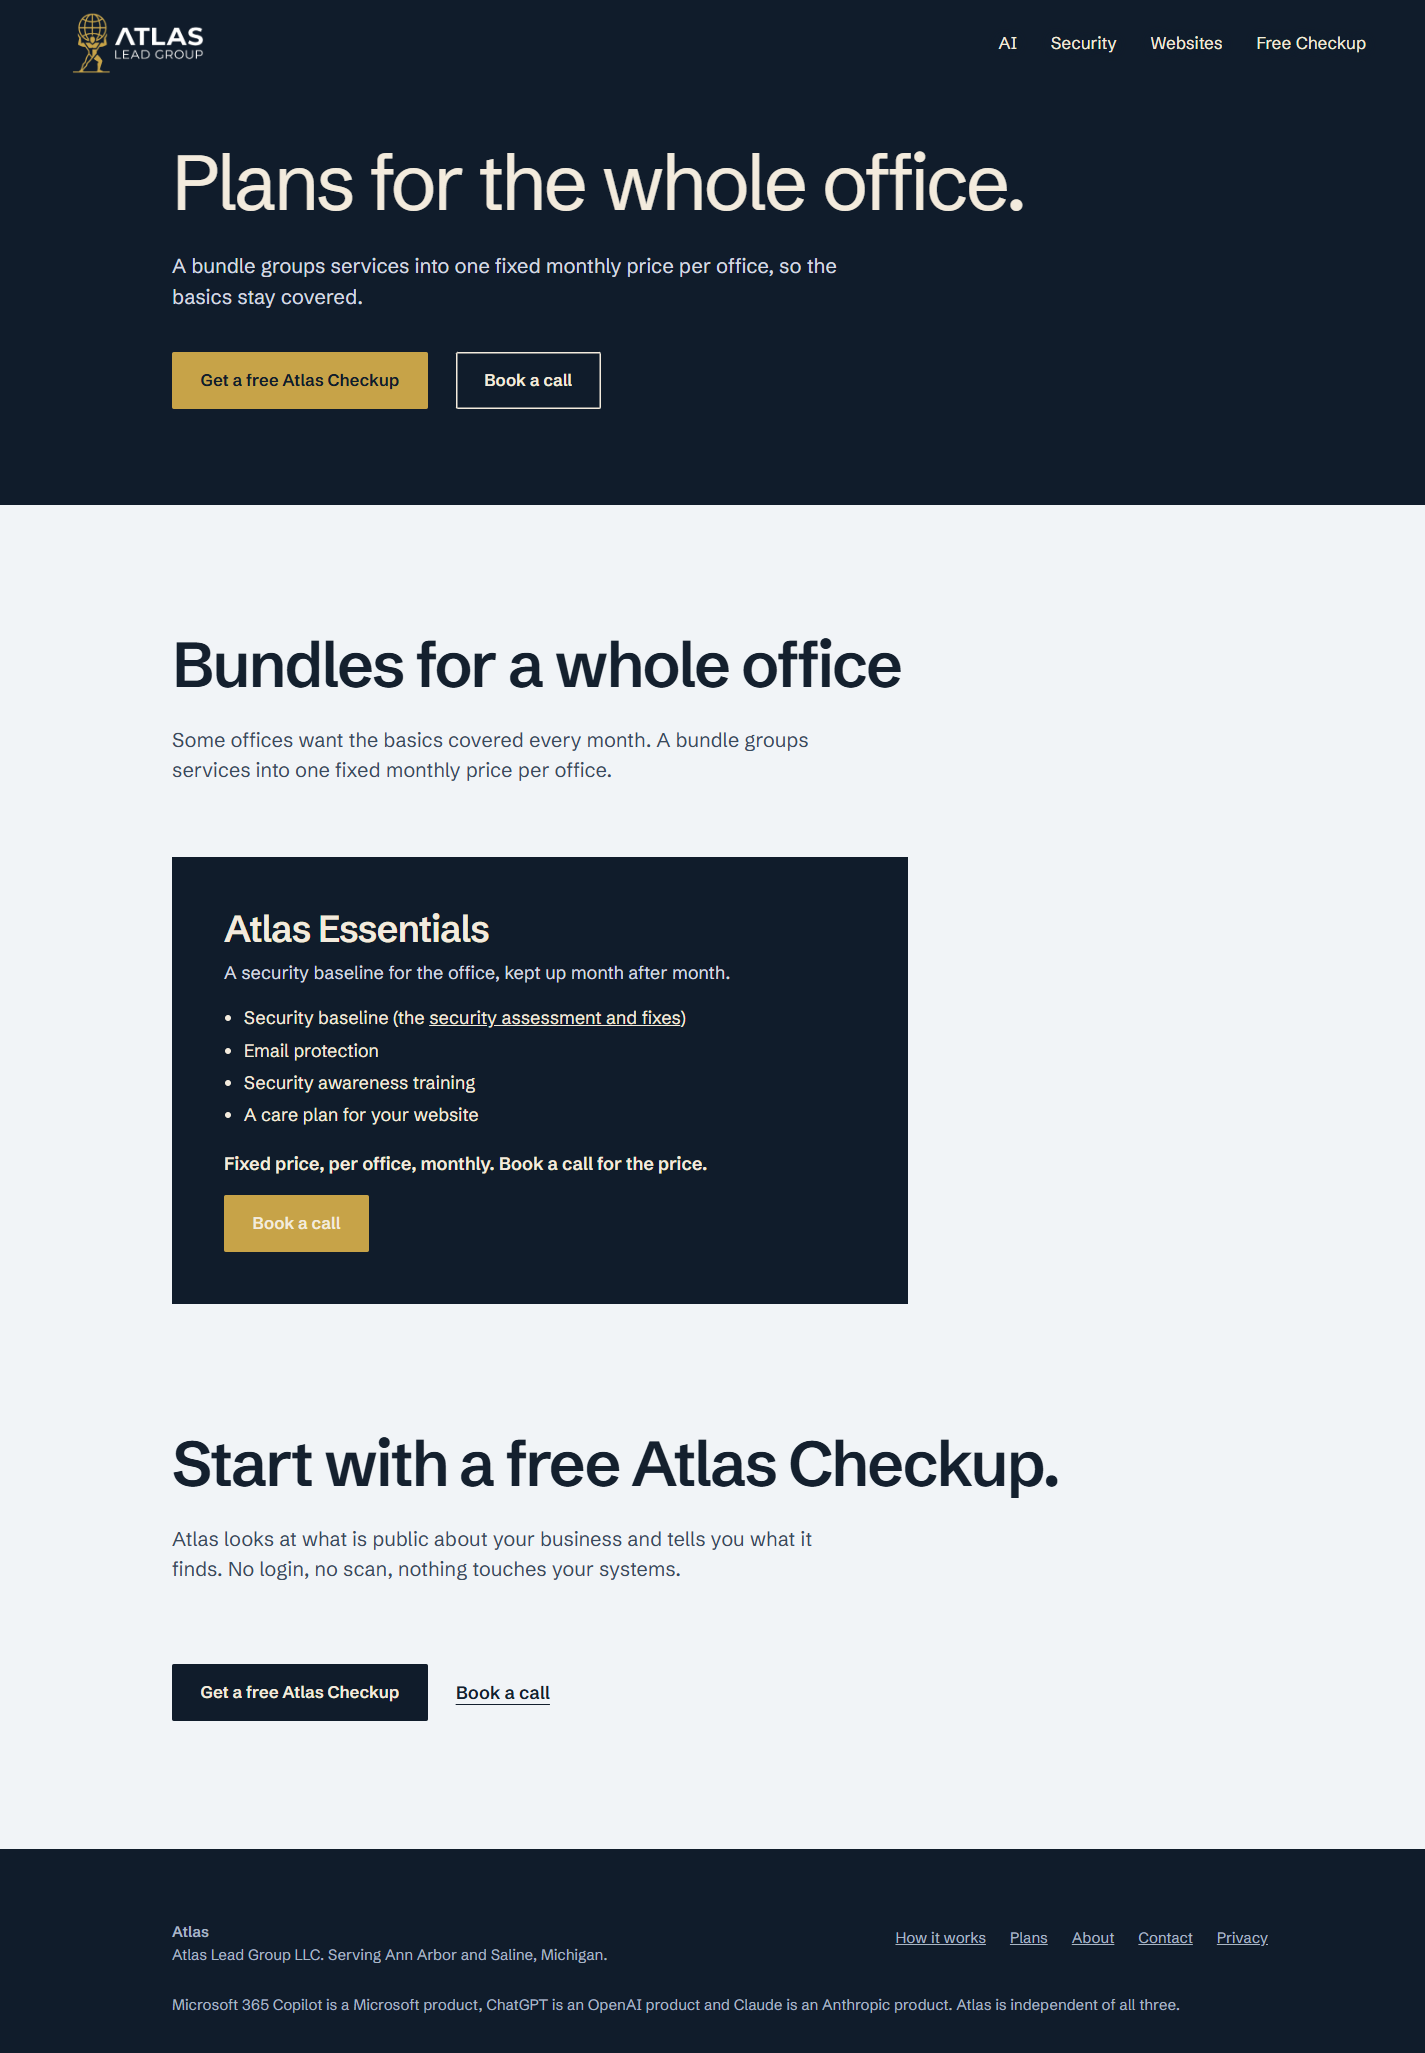 ATLAS
LEAD GROUP
AI
Security
Websites
Free Checkup
Plans for the whole office.
A bundle groups services into one fixed monthly price per office, so the
basics stay covered.
Get a free Atlas Checkup
Book a call
Bundles for a whole office
Some offices want the basics covered every month. A bundle groups
services into one fixed monthly price per office.
Atlas Essentials
A security baseline for the office, kept up month after month.
• Security baseline (the security assessment and fixes)
• Email protection
• Security awareness training
• A care plan for your website
Fixed price, per office, monthly. Book a call for the price.
Book a call
Start with a free Atlas Checkup.
Atlas looks at what is public about your business and tells you what it
finds. No login, no scan, nothing touches your systems.
Get a free Atlas Checkup
Book a call
Atlas
Atlas Lead Group LLC. Serving Ann Arbor and Saline, Michigan.
How it works
Plans
About
Contact
Privacy
Microsoft 365 Copilot is a Microsoft product, ChatGPT is an OpenAI product and Claude is an Anthropic product. Atlas is independent of all three.